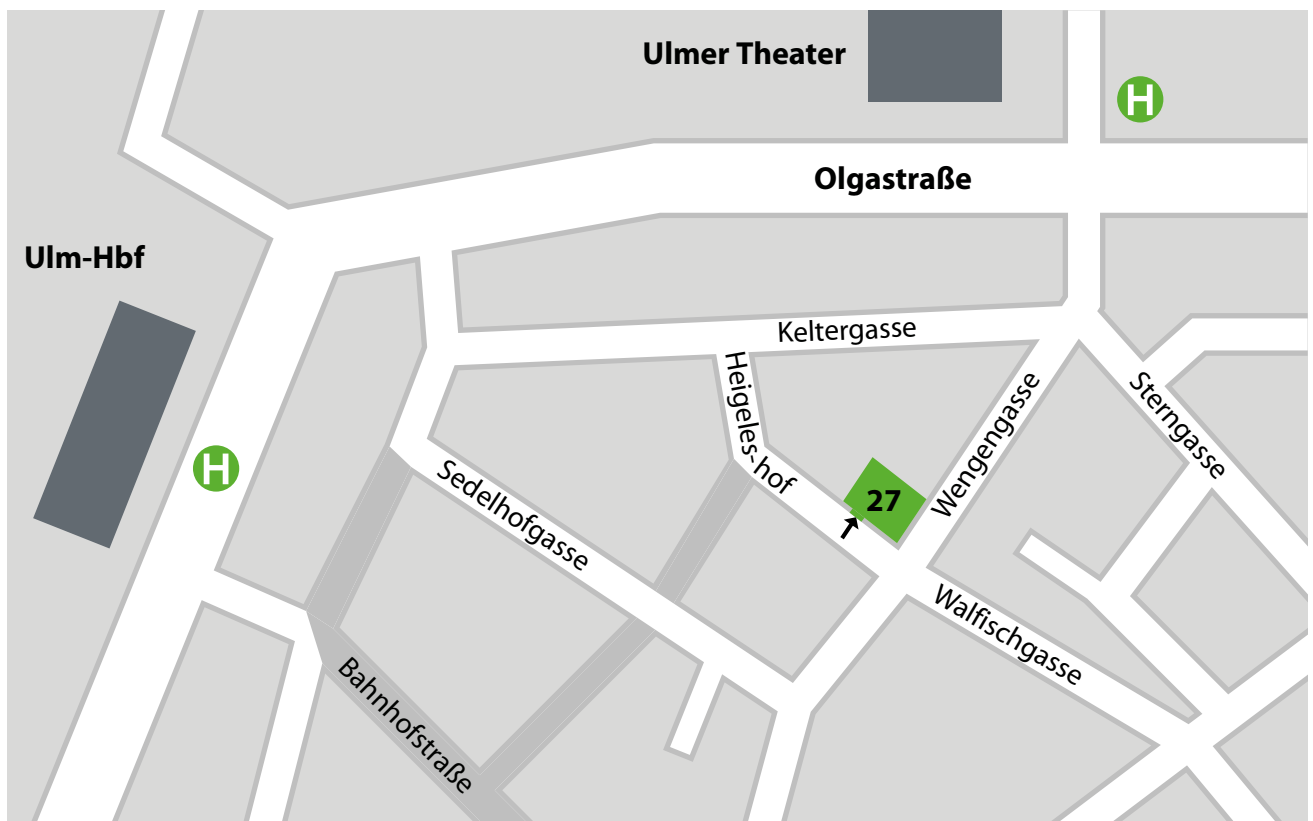 Ulmer Theater
H
Olgastraße
Ulm-Hbf
Keltergasse
Heigeles-hof
Sterngasse
Wengengasse
H
Sedelhofgasse
27
Walfischgasse
Bahnhofstraße